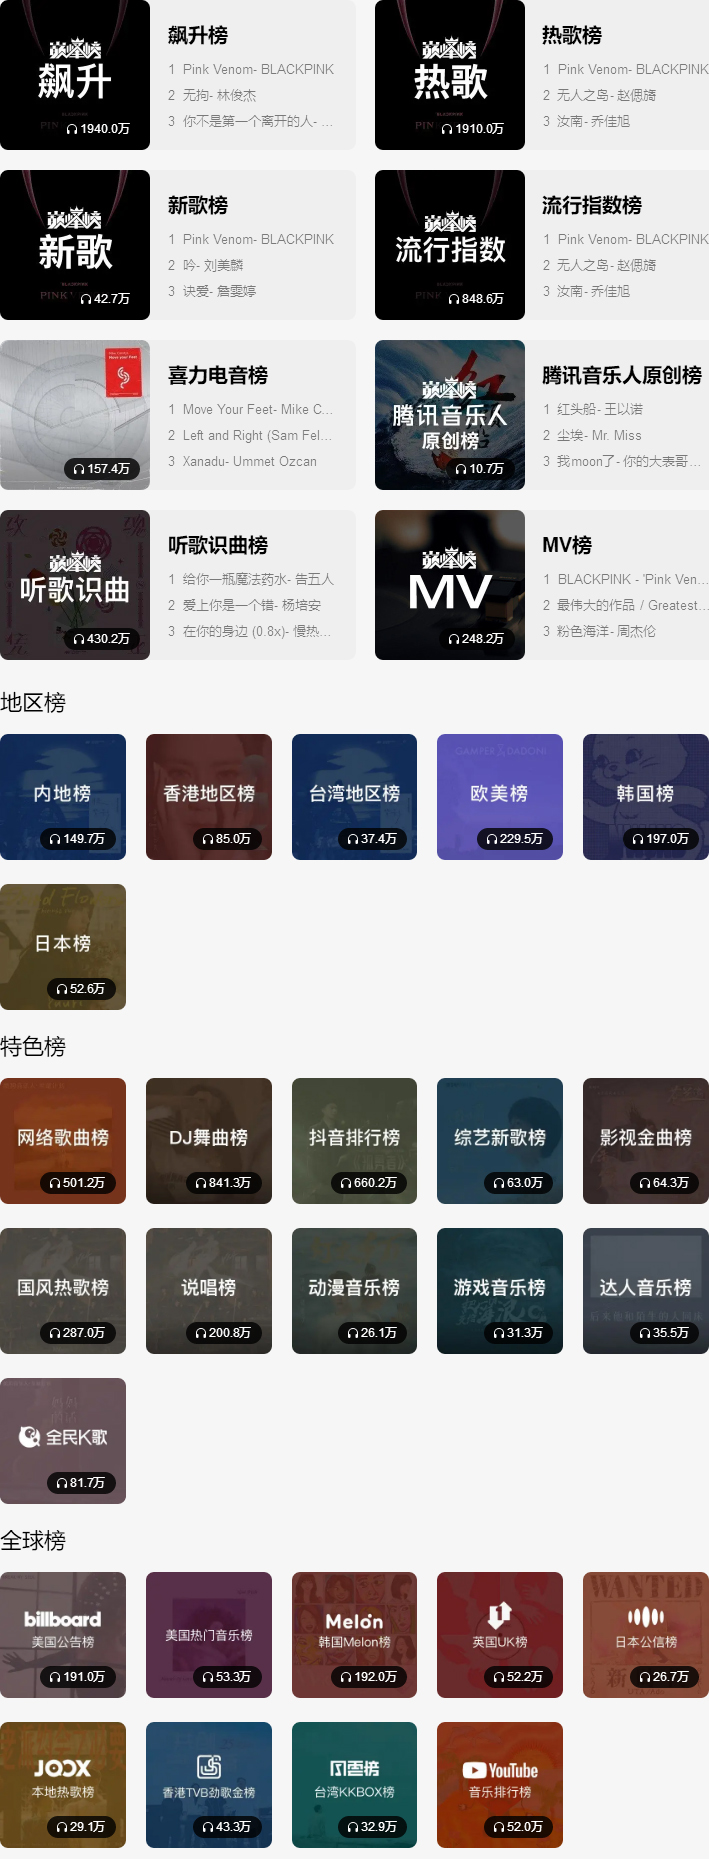 巅峰榜
飙升
1940.0万
飙升榜
1 Pink Venom- BLACKPINK
2 无拘- 林俊杰
3 你不是第一个离开的人- ...
巅峰榜
热歌
1910.0万
热歌榜
1 Pink Venom- BLACKPINK
2 无人之岛- 赵偲旖
3 汝南- 乔佳旭
巅峰榜
新歌
42.7万
新歌榜
1 Pink Venom- BLACKPINK
2 吟- 刘美麟
3 诀爱- 詹雯婷
巅峰榜
流行指数
848.6万
流行指数榜
1 Pink Venom- BLACKPINK
2 无人之岛- 赵偲旖
3 汝南- 乔佳旭
157.4万
喜力电音榜
1 Move Your Feet- Mike C...
2 Left and Right (Sam Fel...
3 Xanadu- Ummet Ozcan
巅峰榜
腾讯音乐人
原创榜
10.7万
腾讯音乐人原创榜
1 红头船- 王以诺
2 尘埃- Mr. Miss
3 我moon了- 你的大表哥...
巅峰榜
听歌识曲
430.2万
听歌识曲榜
1 给你一瓶魔法药水- 告五人
2 爱上你是一个错- 杨培安
3 在你的身边 (0.8x)- 慢热...
巅峰榜
MV
248.2万
MV榜
1 BLACKPINK - 'Pink Ven...
2 最伟大的作品 / Greatest...
3 粉色海洋- 周杰伦
地区榜
内地榜
149.7万
香港地区榜
85.0万
台湾地区榜
37.4万
欧美榜
229.5万
韩国榜
197.0万
日本榜
52.6万
特色榜
网络歌曲榜
501.2万
DJ舞曲榜
841.3万
抖音排行榜
660.2万
综艺新歌榜
63.0万
影视金曲榜
64.3万
国风热歌榜
287.0万
说唱榜
200.8万
动漫音乐榜
26.1万
游戏音乐榜
31.3万
达人音乐榜
35.5万
全民K歌
81.7万
全球榜
billboard
美国公告榜
191.0万
美国热门音乐榜
53.3万
Melon
韩国Melon榜
192.0万
英国UK榜
52.2万
日本公信榜
26.7万
JOOX
本地热歌榜
29.1万
香港TVB劲歌金榜
43.3万
风云榜
台湾KKBOX榜
32.9万
YouTube
音乐排行榜
52.0万